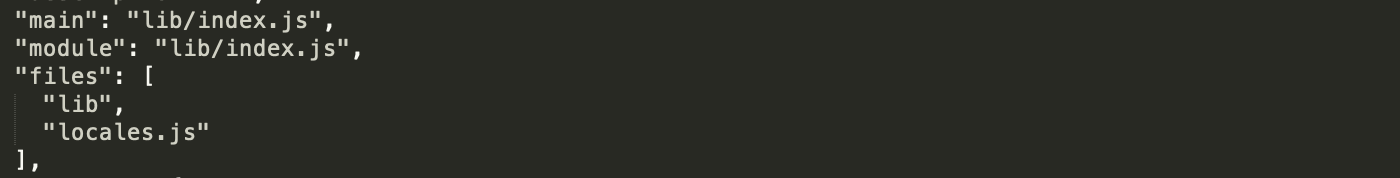 "main": "lib/index.js",
"module": "lib/index.js",
"files": [
"lib",
"locales.js"
],